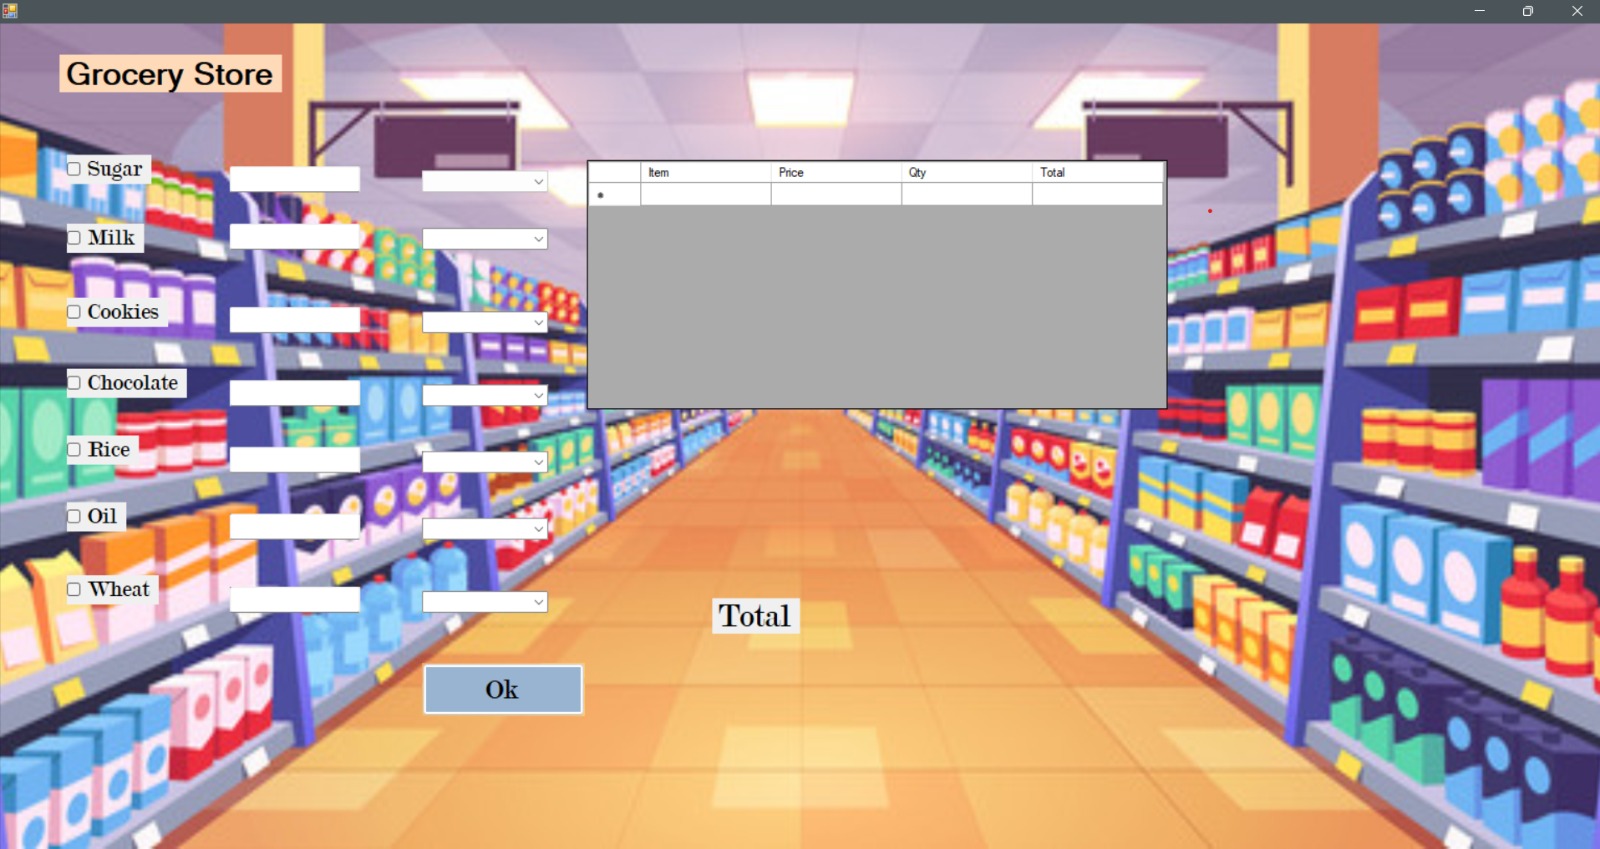 Grocery Store
Sugar
Milk
Cookies
Chocolate
Rice
Oil
Wheat
Item Price Qty Total
Total
Ok